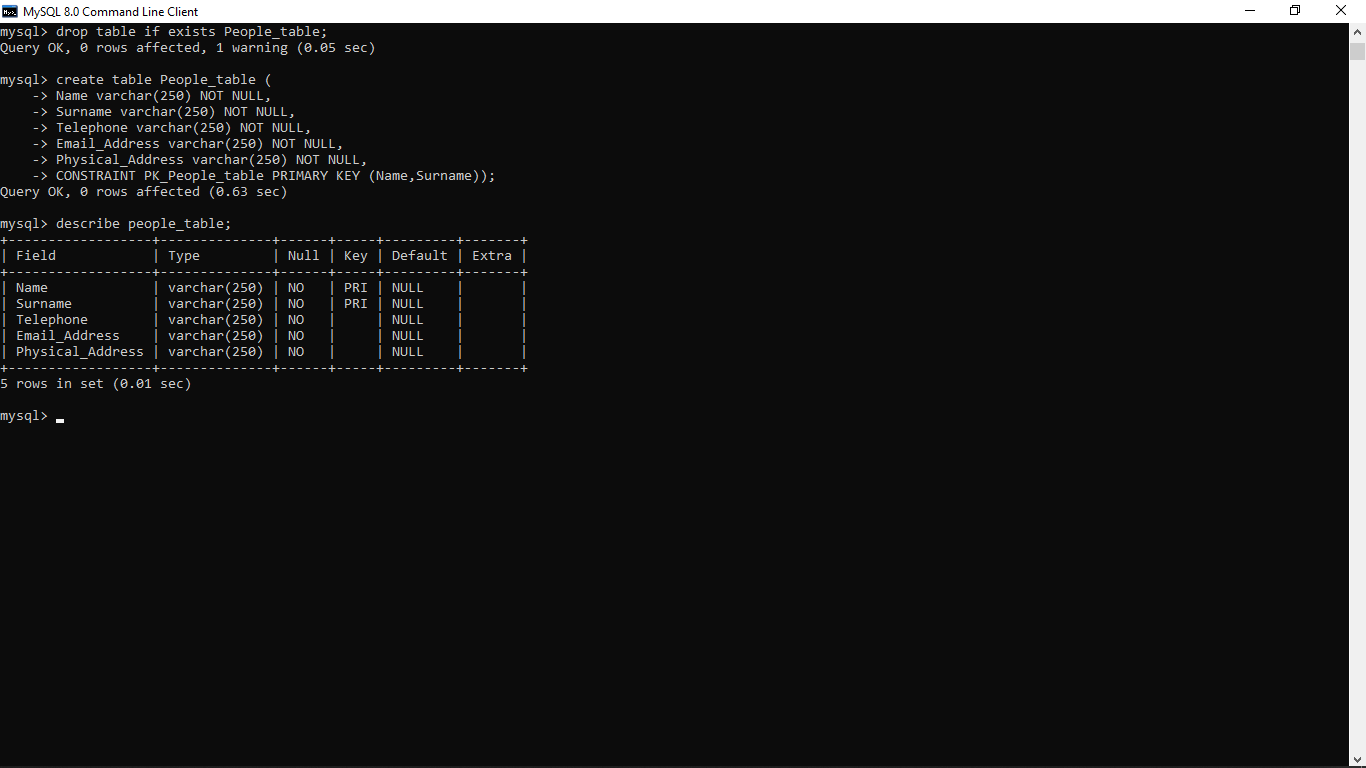 MySQL 8.0 Command Line Client
mysql> drop table if exists People_table;
Query OK, 0 rows affected, 1 warning (0.05 sec)

mysql> create table People_table (
    -> Name varchar(250) NOT NULL,
    -> Surname varchar(250) NOT NULL,
    -> Telephone varchar(250) NOT NULL,
    -> Email_Address varchar(250) NOT NULL,
    -> Physical_Address varchar(250) NOT NULL,
    -> CONSTRAINT PK_People_table PRIMARY KEY (Name,Surname));
Query OK, 0 rows affected (0.63 sec)

mysql> describe people_table;
+------------------+--------------+------+-----+---------+-------+
| Field            | Type         | Null | Key | Default | Extra |
+------------------+--------------+------+-----+---------+-------+
| Name             | varchar(250) | NO   | PRI | NULL    |       |
| Surname          | varchar(250) | NO   | PRI | NULL    |       |
| Telephone        | varchar(250) | NO   |     | NULL    |       |
| Email_Address    | varchar(250) | NO   |     | NULL    |       |
| Physical_Address | varchar(250) | NO   |     | NULL    |       |
+------------------+--------------+------+-----+---------+-------+
5 rows in set (0.01 sec)

mysql>